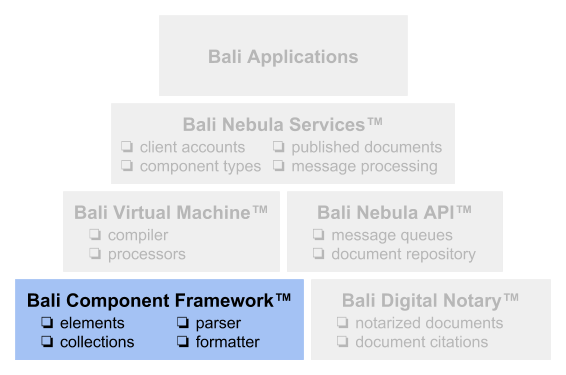 Bali Applications
Bali Nebula Services™
❏ client accounts ❏ published documents
❏ component types ❏ message processing
Bali Virtual Machine™
❏ compiler
❏ processors
Bali Nebula API™
❏ message queues
❏ document repository
Bali Component Framework™
❏ elements ❏ parser
❏ collections ❏ formatter
Bali Digital Notary™
❏ notarized documents
❏ document citations